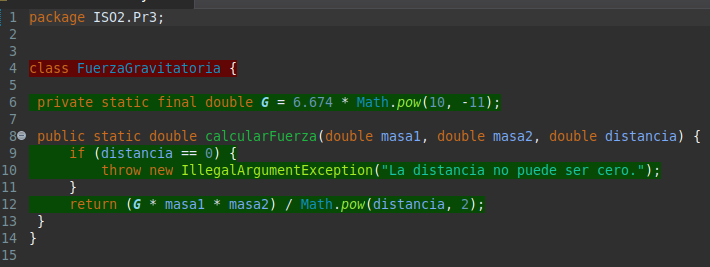 1 package ISO2.Pr3;
2
3
4 class FuerzaGravitatoria {
5
6 private static final double G = 6.674 * Math.pow(10, -11);
7
8 public static double calcularFuerza(double masa1, double masa2, double distancia) {
9 if (distancia == 0) {
10 throw new IllegalArgumentException("La distancia no puede ser cero.");
11 }
12 return (G * masa1 * masa2) / Math.pow(distancia, 2);
13 }
14 }
15